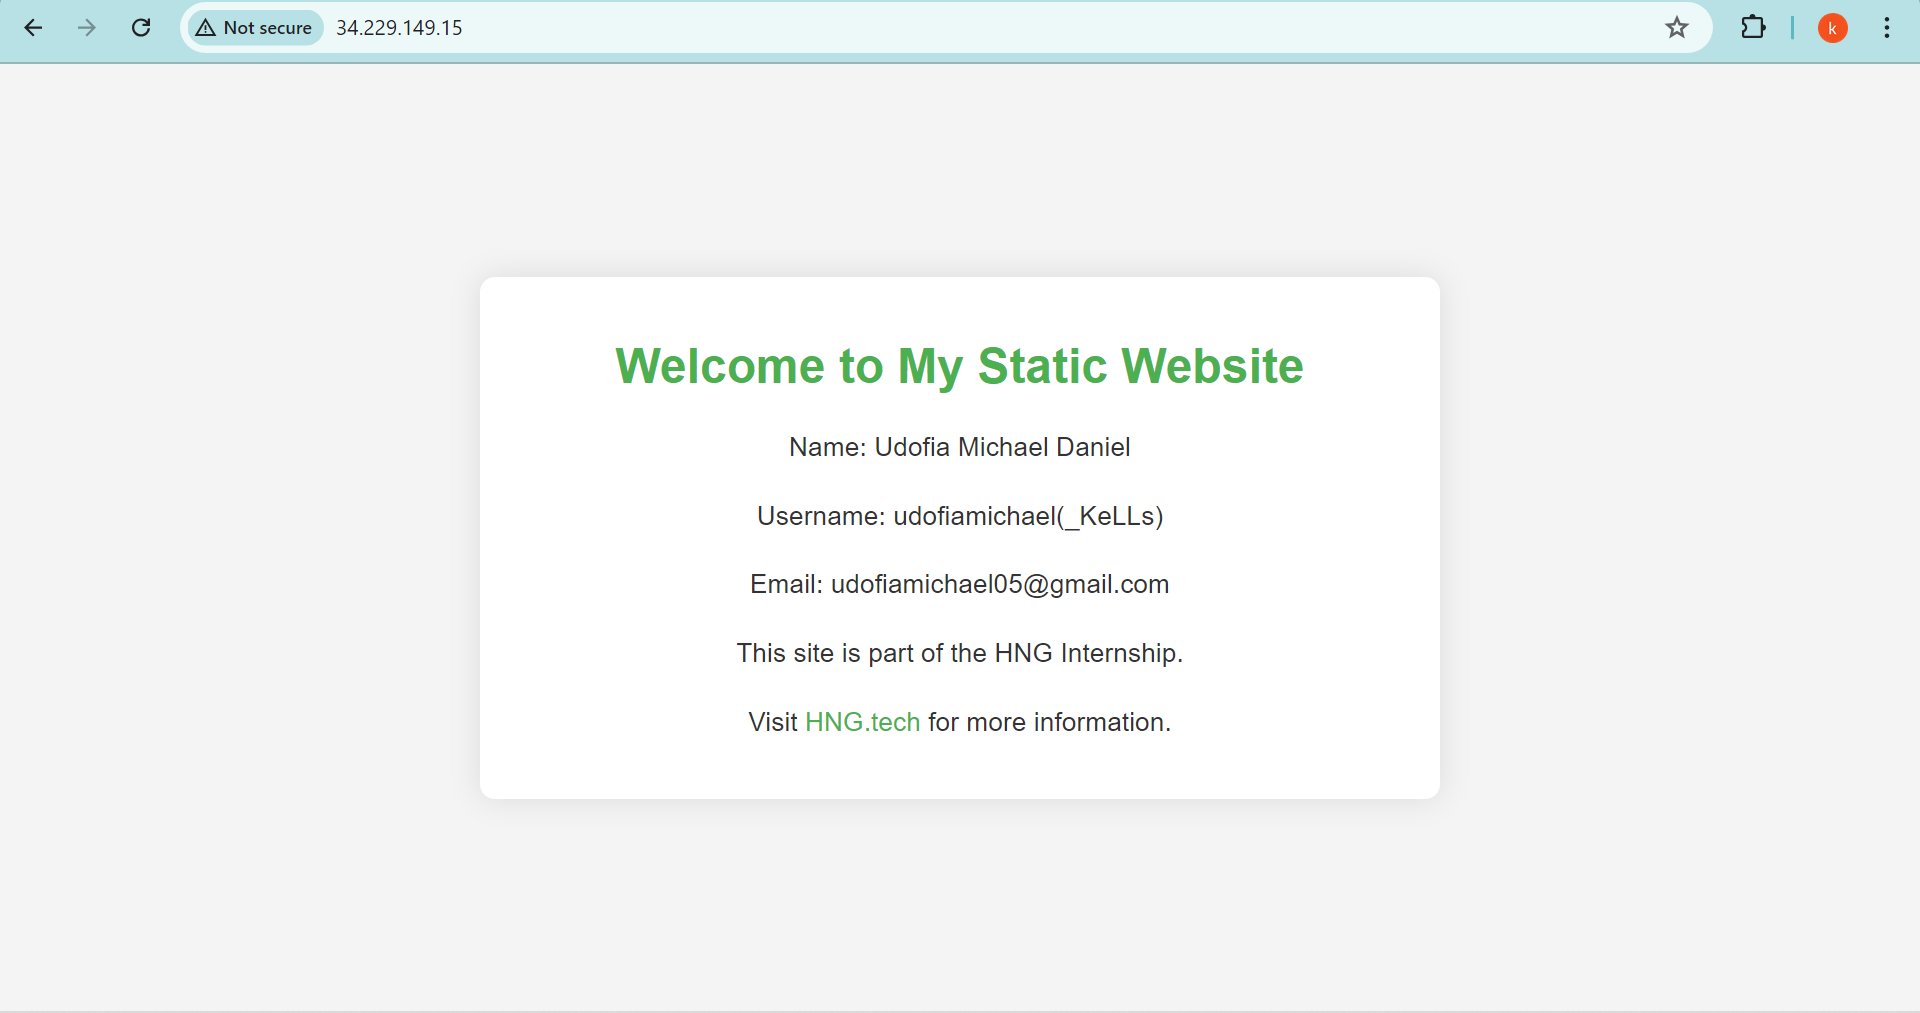 Not secure 34.229.149.15
k
Welcome to My Static Website
Name: Udofia Michael Daniel
Username: udofiamichael(_KeLLs)
Email: udofiamichael05@gmail.com
This site is part of the HNG Internship.
Visit HNG.tech for more information.